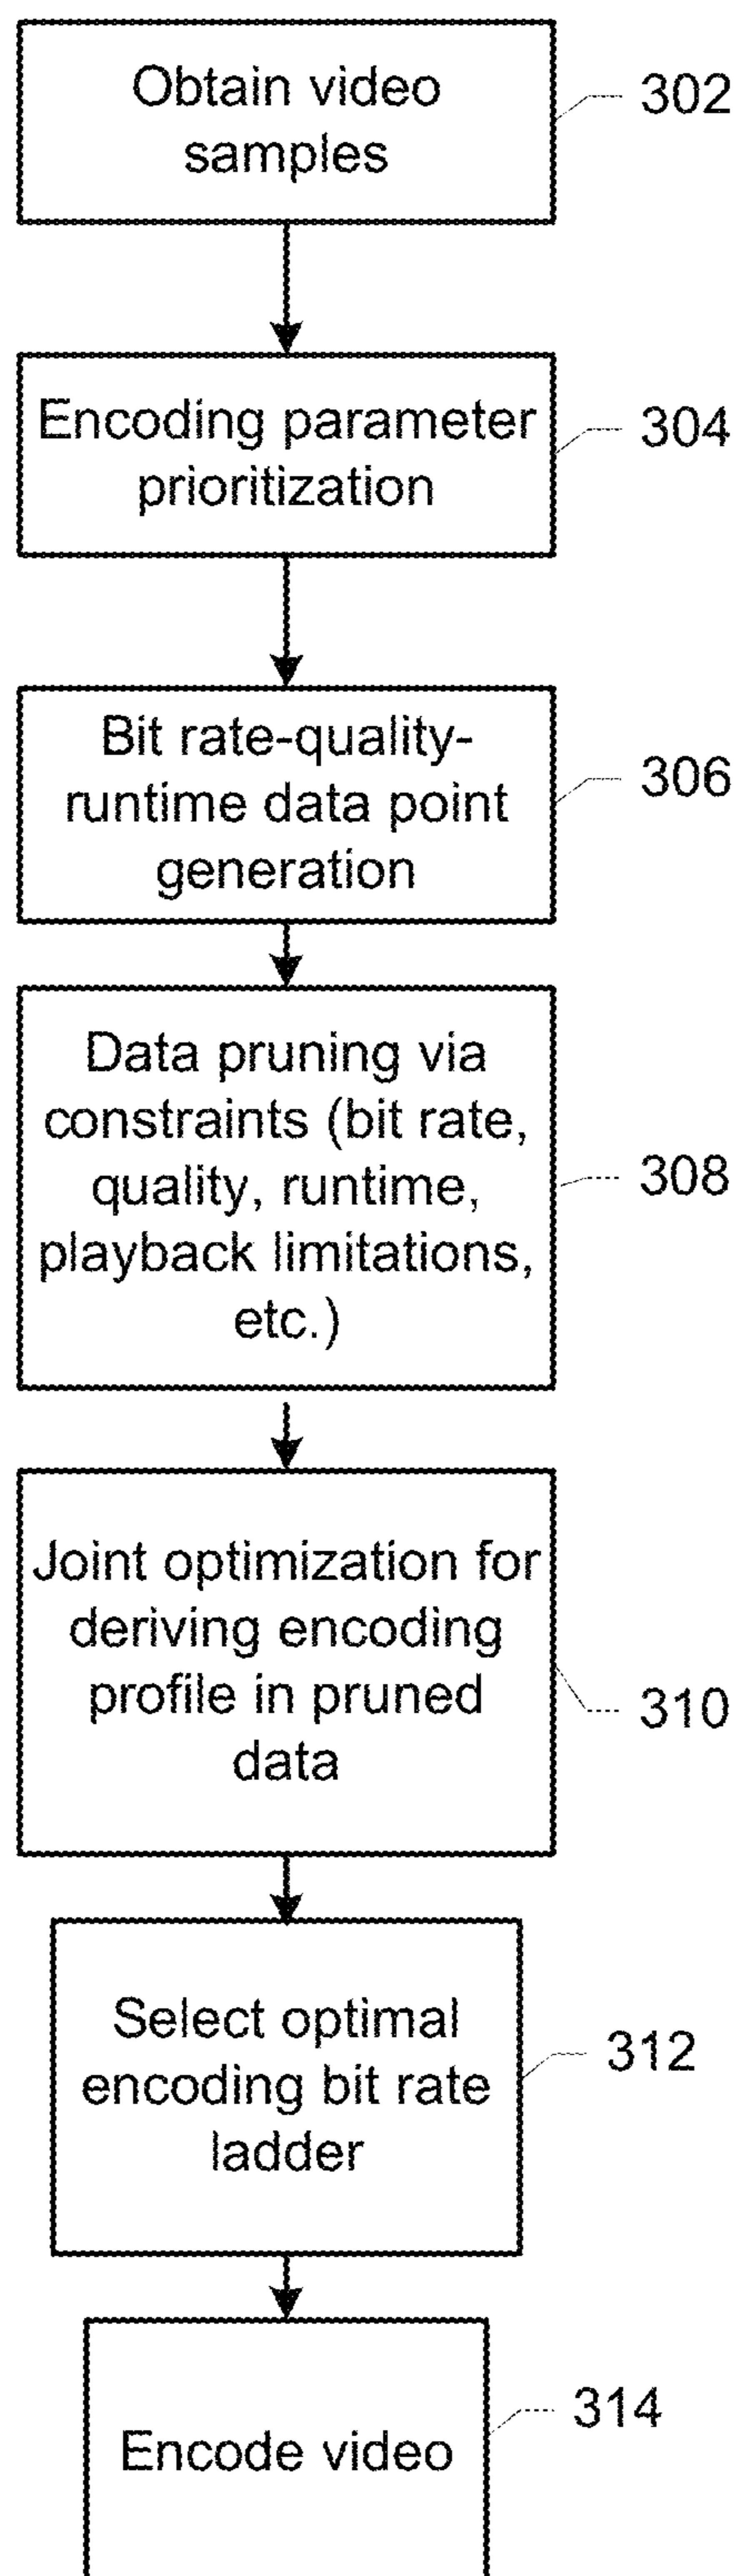 Obtain video
samples
302
Encoding parameter
prioritization
304
Bit rate-quality-
runtime data point
generation
306
Data pruning via
constraints (bit rate,
quality, runtime,
playback limitations,
etc.)
308
Joint optimization for
deriving encoding
profile in pruned
data
310
Select optimal
encoding bit rate
ladder
312
Encode video
314